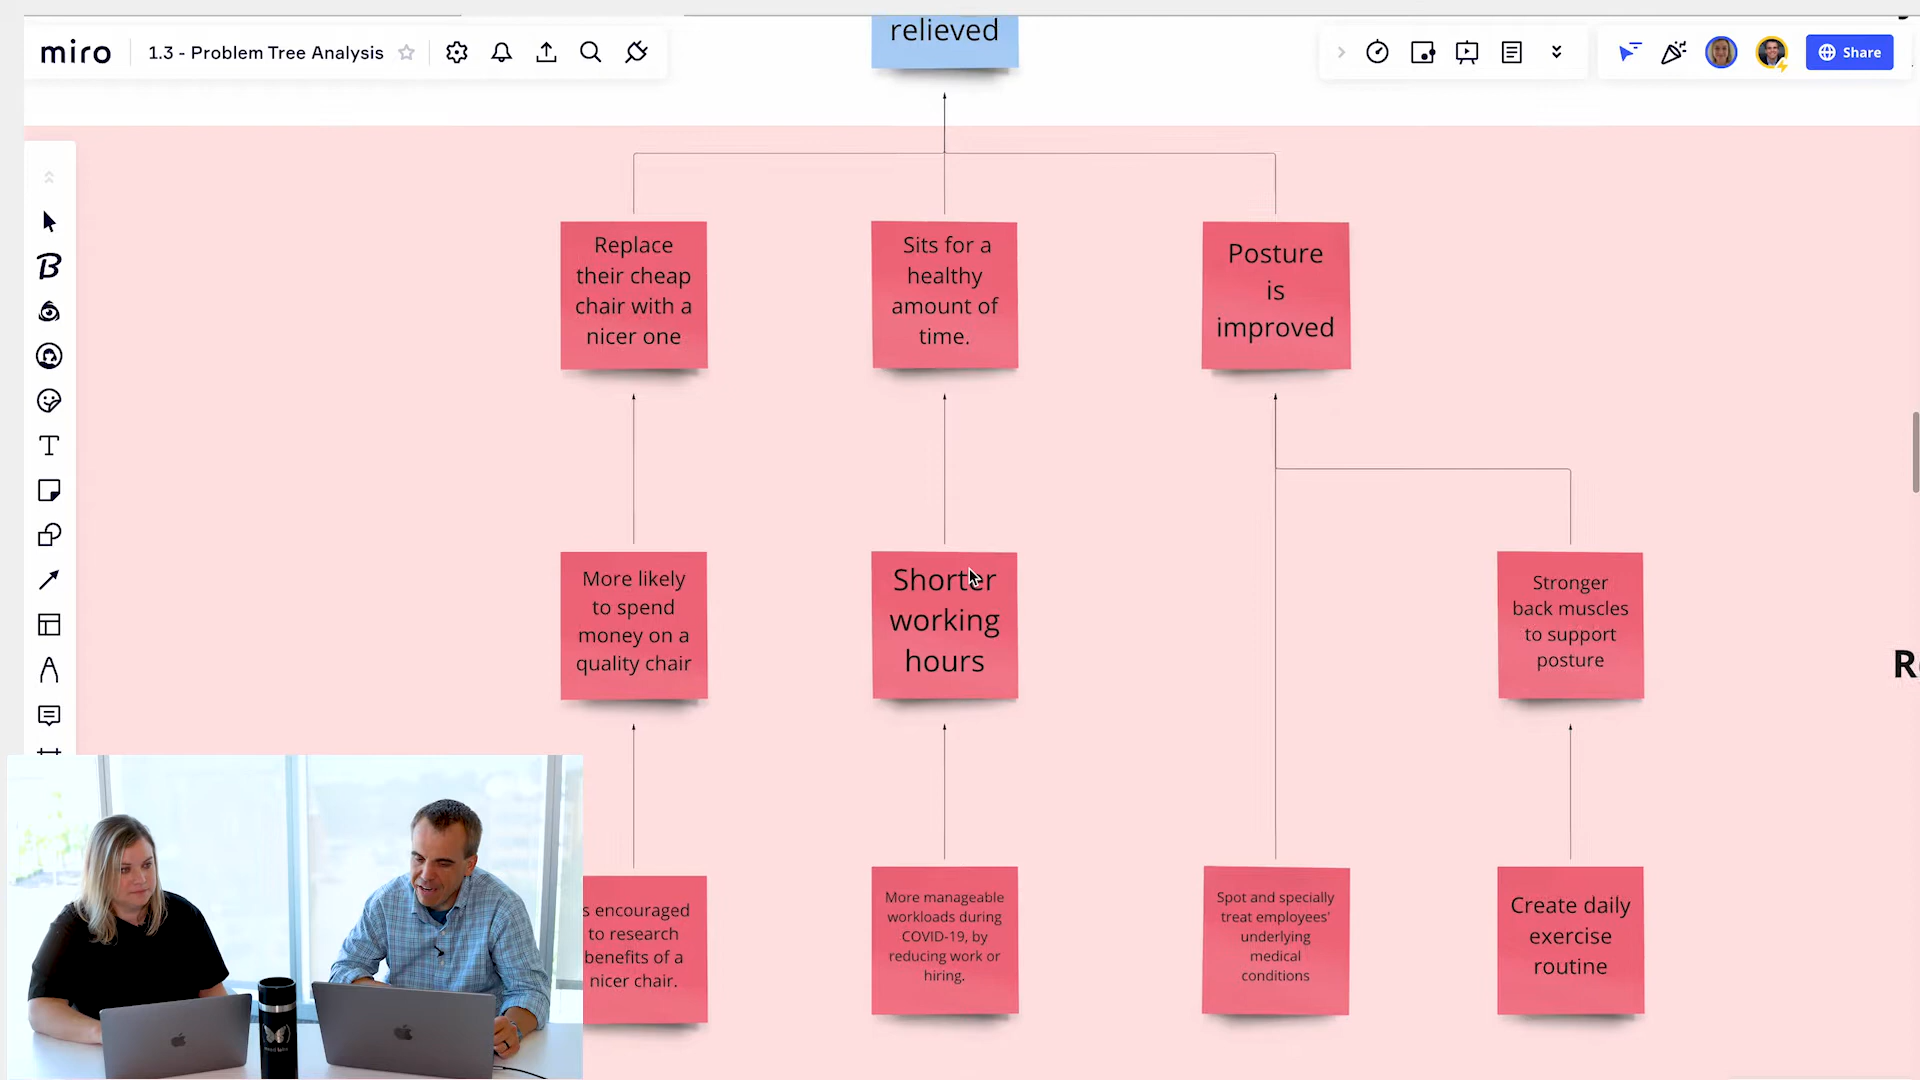 relieved
miro
1.3 - Problem Tree Analysis
Share
Replace
their cheap
chair with a
nicer one
Sits for a
healthy
amount of
time.
Posture
is
improved
More likely
to spend
money on a
quality chair
Shorter
working
hours
Stronger
back muscles
to support
posture
s encouraged
to research
benefits of a
nicer chair.
More manageable
workloads during
COVID-19, by
reducing work or
hiring.
Spot and specially
treat employees'
underlying
medical
conditions
Create daily
exercise
routine